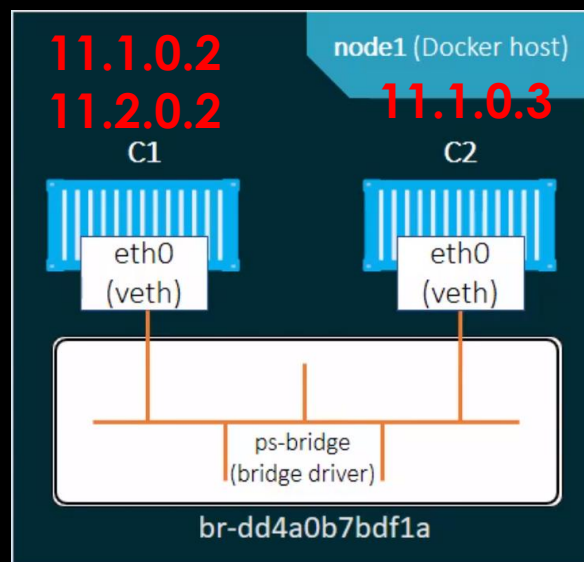 11.1.0.2
11.2.0.2
node1 (Docker host)
11.1.0.3
C1
C2
eth0
(veth)
eth0
(veth)
ps-bridge
(bridge driver)
br-dd4a0b7bdf1a